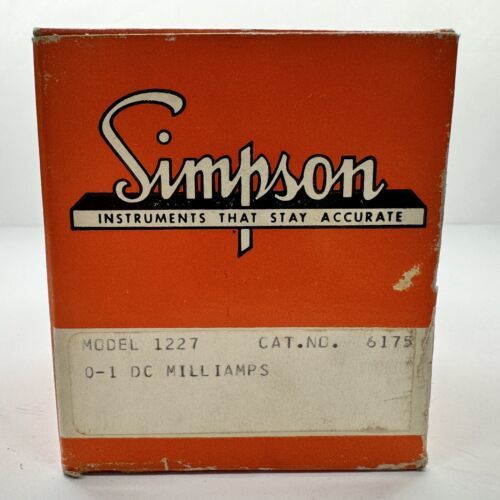 Simpson
INSTRUMENTS THAT STAY ACCURATE
MODEL 1227 CAT.NO. 6175
0-1 DC MILLIAMPS